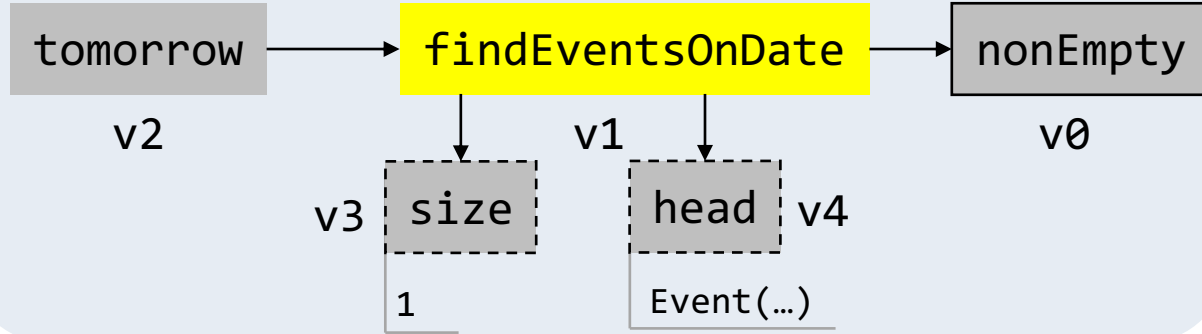 tomorrow findEventsOnDate nonEmpty
v2 v1 v0
v3 size head v4
1 Event(…)